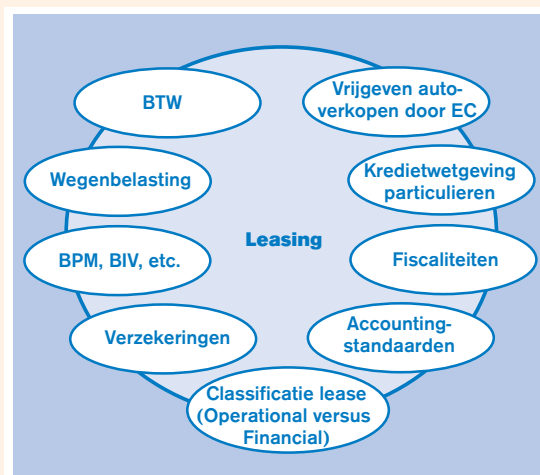 BTW
Vrijgeven auto-
verkopen door EC
Wegenbelasting
Kredietwetgeving
particulieren
Leasing
BPM, BIV, etc.
Fiscaliteiten
Verzekeringen
Accounting-
standaarden
Classificatie lease
(Operational versus
Financial)